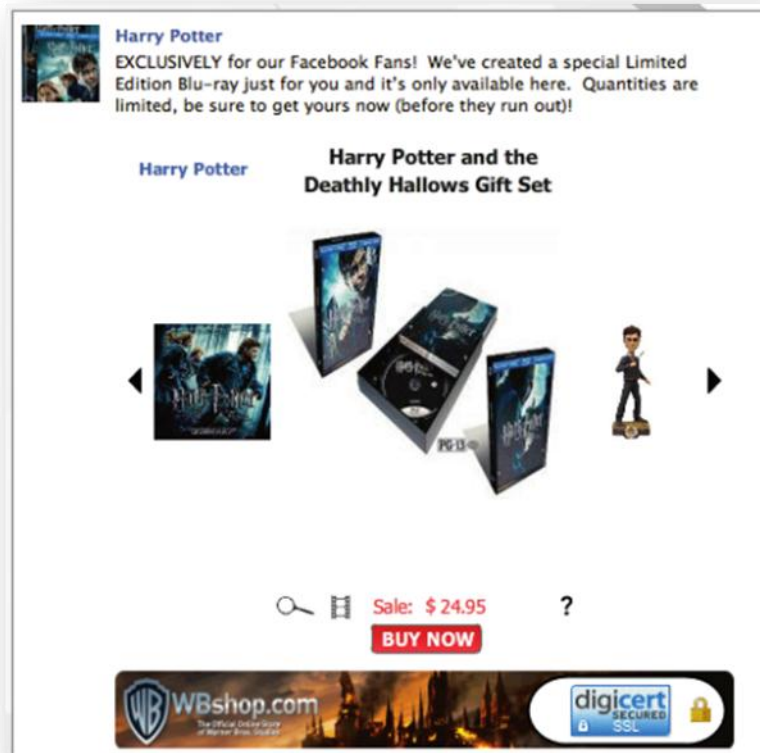 Harry Potter
EXCLUSIVELY for our Facebook Fans! We've created a special Limited
Edition Blu-ray just for you and it's only available here. Quantities are
limited, be sure to get yours now (before they run out)!
Harry Potter
Harry Potter and the
Deathly Hallows Gift Set
Harry Potter
PG-13
Sale: $ 24.95
?
BUY NOW
WB
WBshop.com
The Official Online Store
of Warner Bros. Studios
digicert
SECURED
SSL